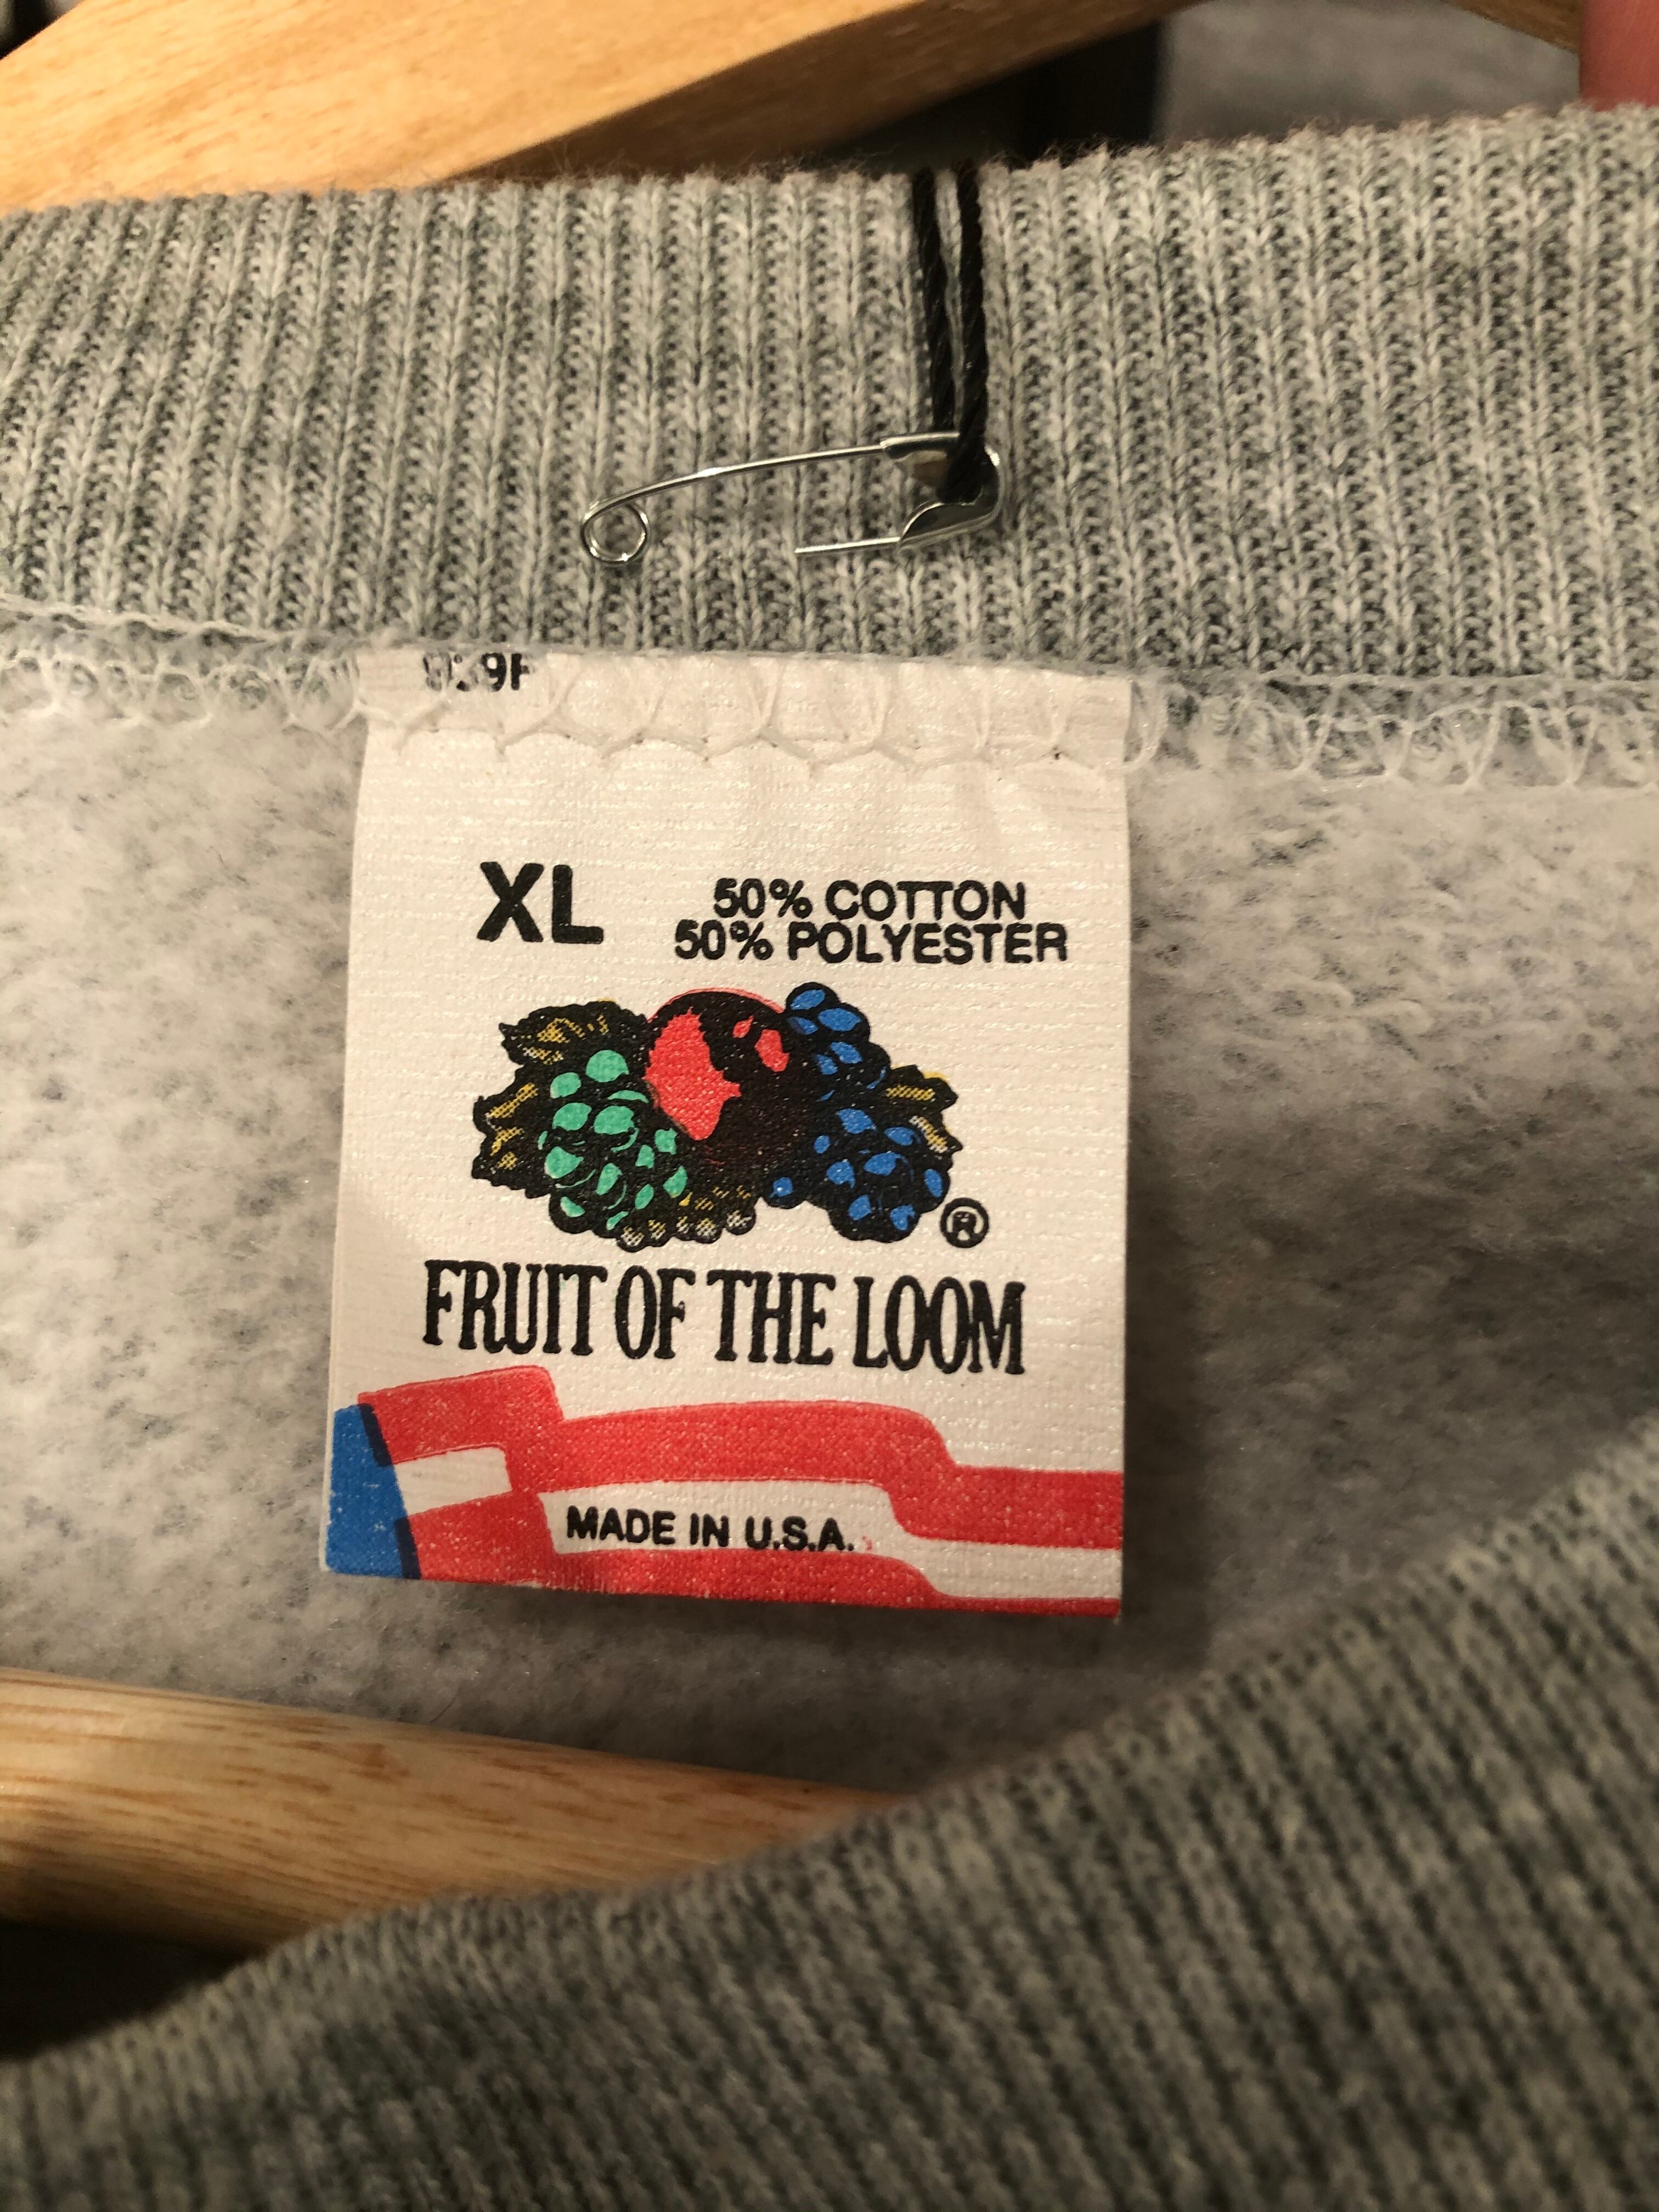 XL
50% COTTON
50% POLYESTER
®
FRUIT OF THE LOOM
MADE IN U.S.A.